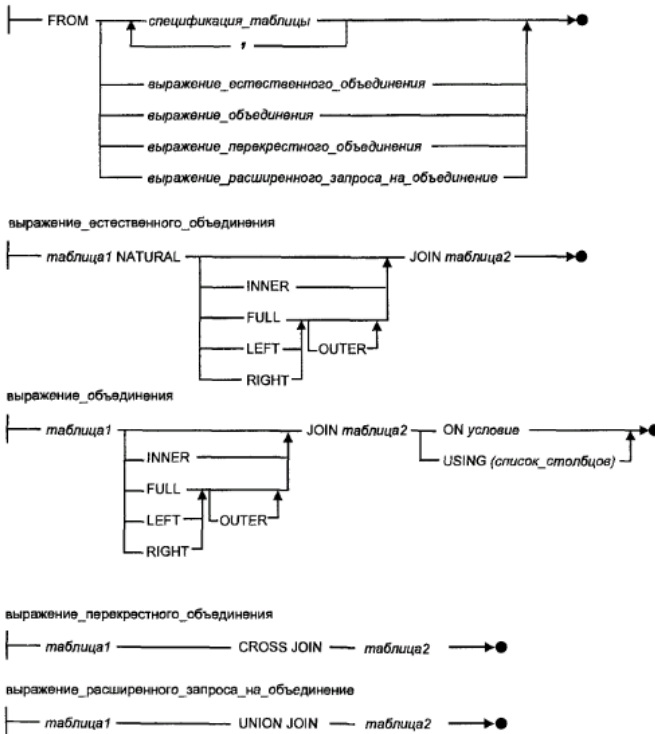 FROM спецификация_таблицы
,
выражение_естественного_объединения
выражение_объединения
выражение_перекрестного_объединения
выражение_расширенного_запроса_на_объединение
выражение_естественного_объединения
таблица1 NATURAL JOIN таблица2
INNER
FULL
LEFT OUTER
RIGHT
выражение_объединения
таблица1 JOIN таблица2 ON условие
INNER USING (список_столбцов)
FULL
LEFT OUTER
RIGHT
выражение_перекрестного_объединения
таблица1 CROSS JOIN таблица2
выражение_расширенного_запроса_на_объединение
таблица1 UNION JOIN таблица2